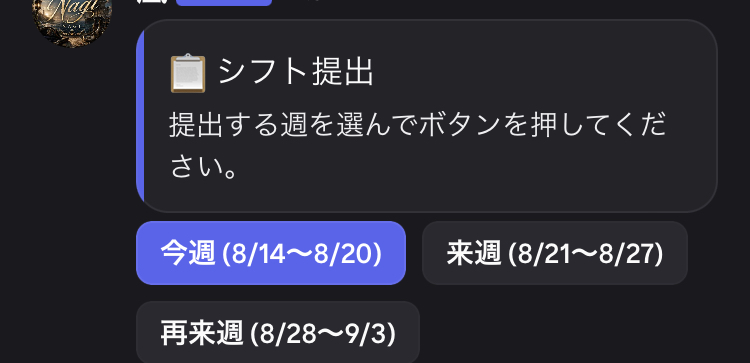 Nagi
シフト提出
提出する週を選んでボタンを押してくだ
さい。
今週 (8/14〜8/20)
来週 (8/21〜8/27)
再来週 (8/28〜9/3)